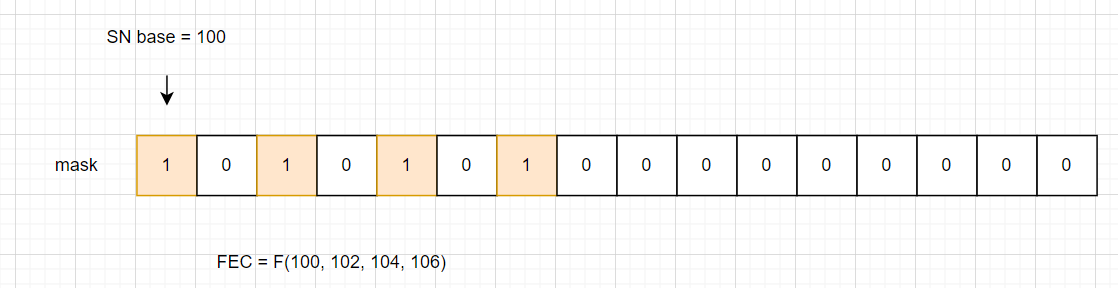 SN base = 100
mask 1 0 1 0 1 0 1 0 0 0 0 0 0 0 0 0
FEC = F(100, 102, 104, 106)